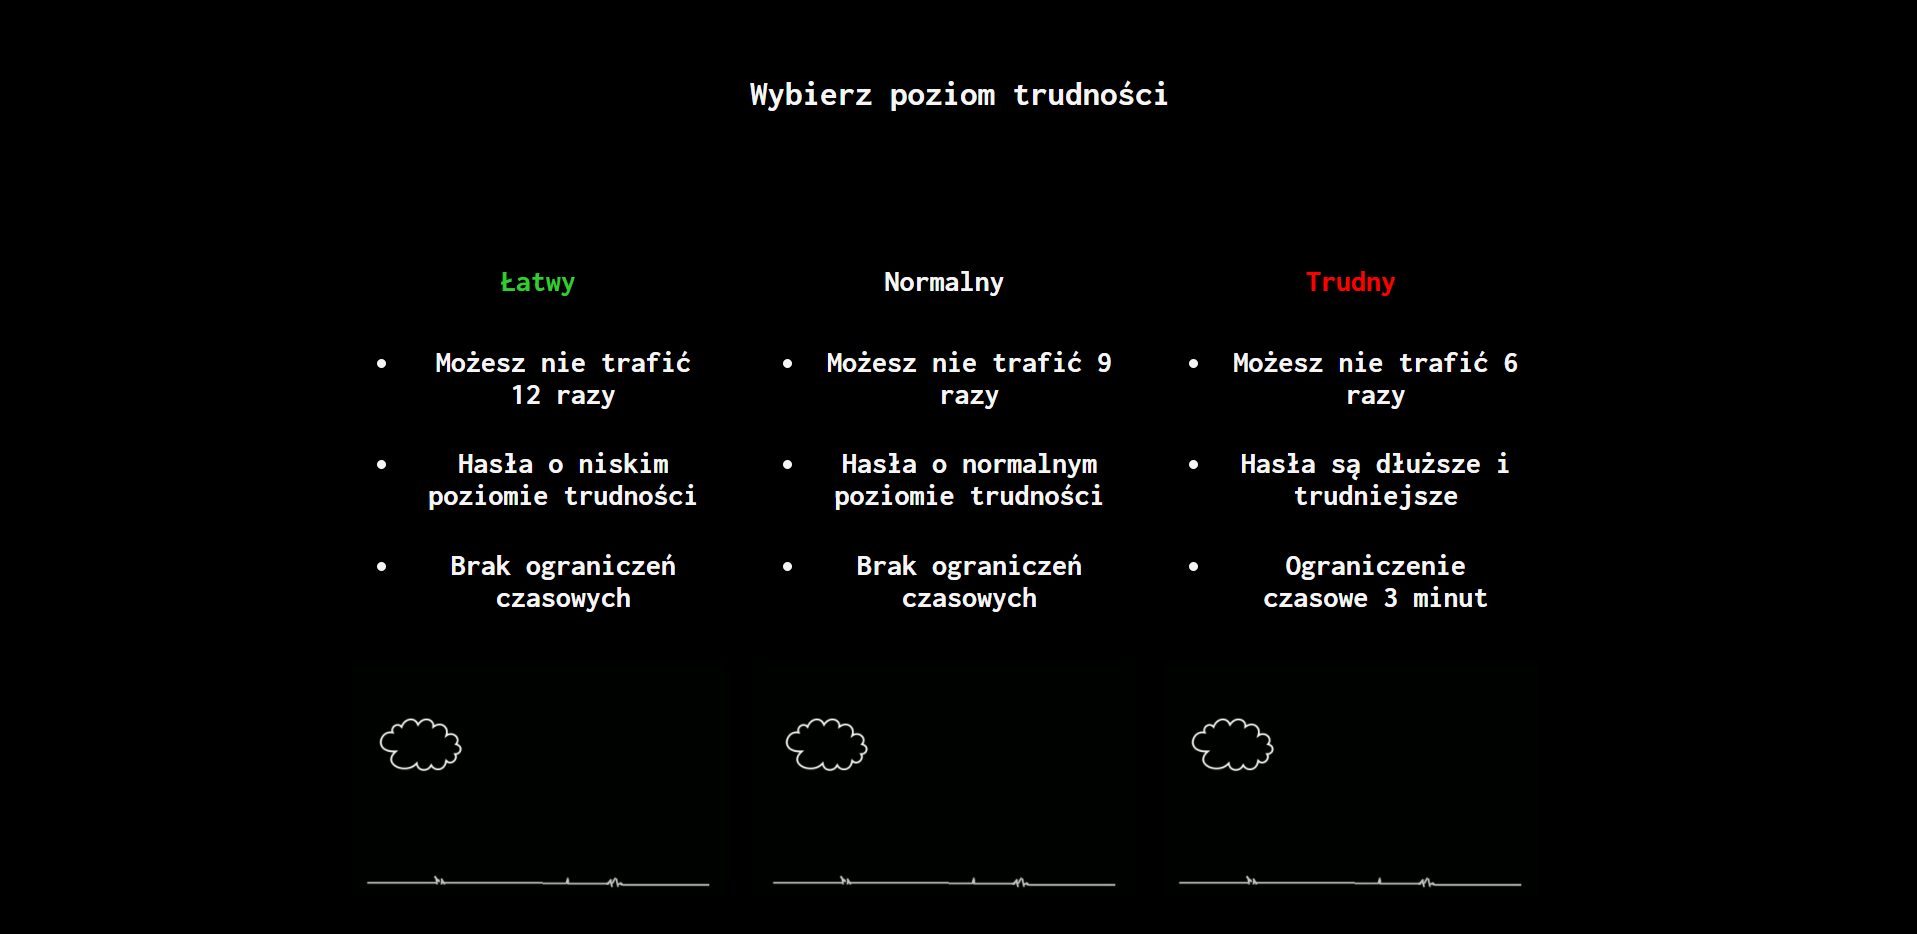 Wybierz poziom trudności
Łatwy
• Możesz nie trafić
12 razy
• Hasła o niskim
poziomie trudności
• Brak ograniczeń
czasowych
Normalny
• Możesz nie trafić 9
razy
• Hasła o normalnym
poziomie trudności
• Brak ograniczeń
czasowych
Trudny
• Możesz nie trafić 6
razy
• Hasła są dłuższe i
trudniejsze
• Ograniczenie
czasowe 3 minut